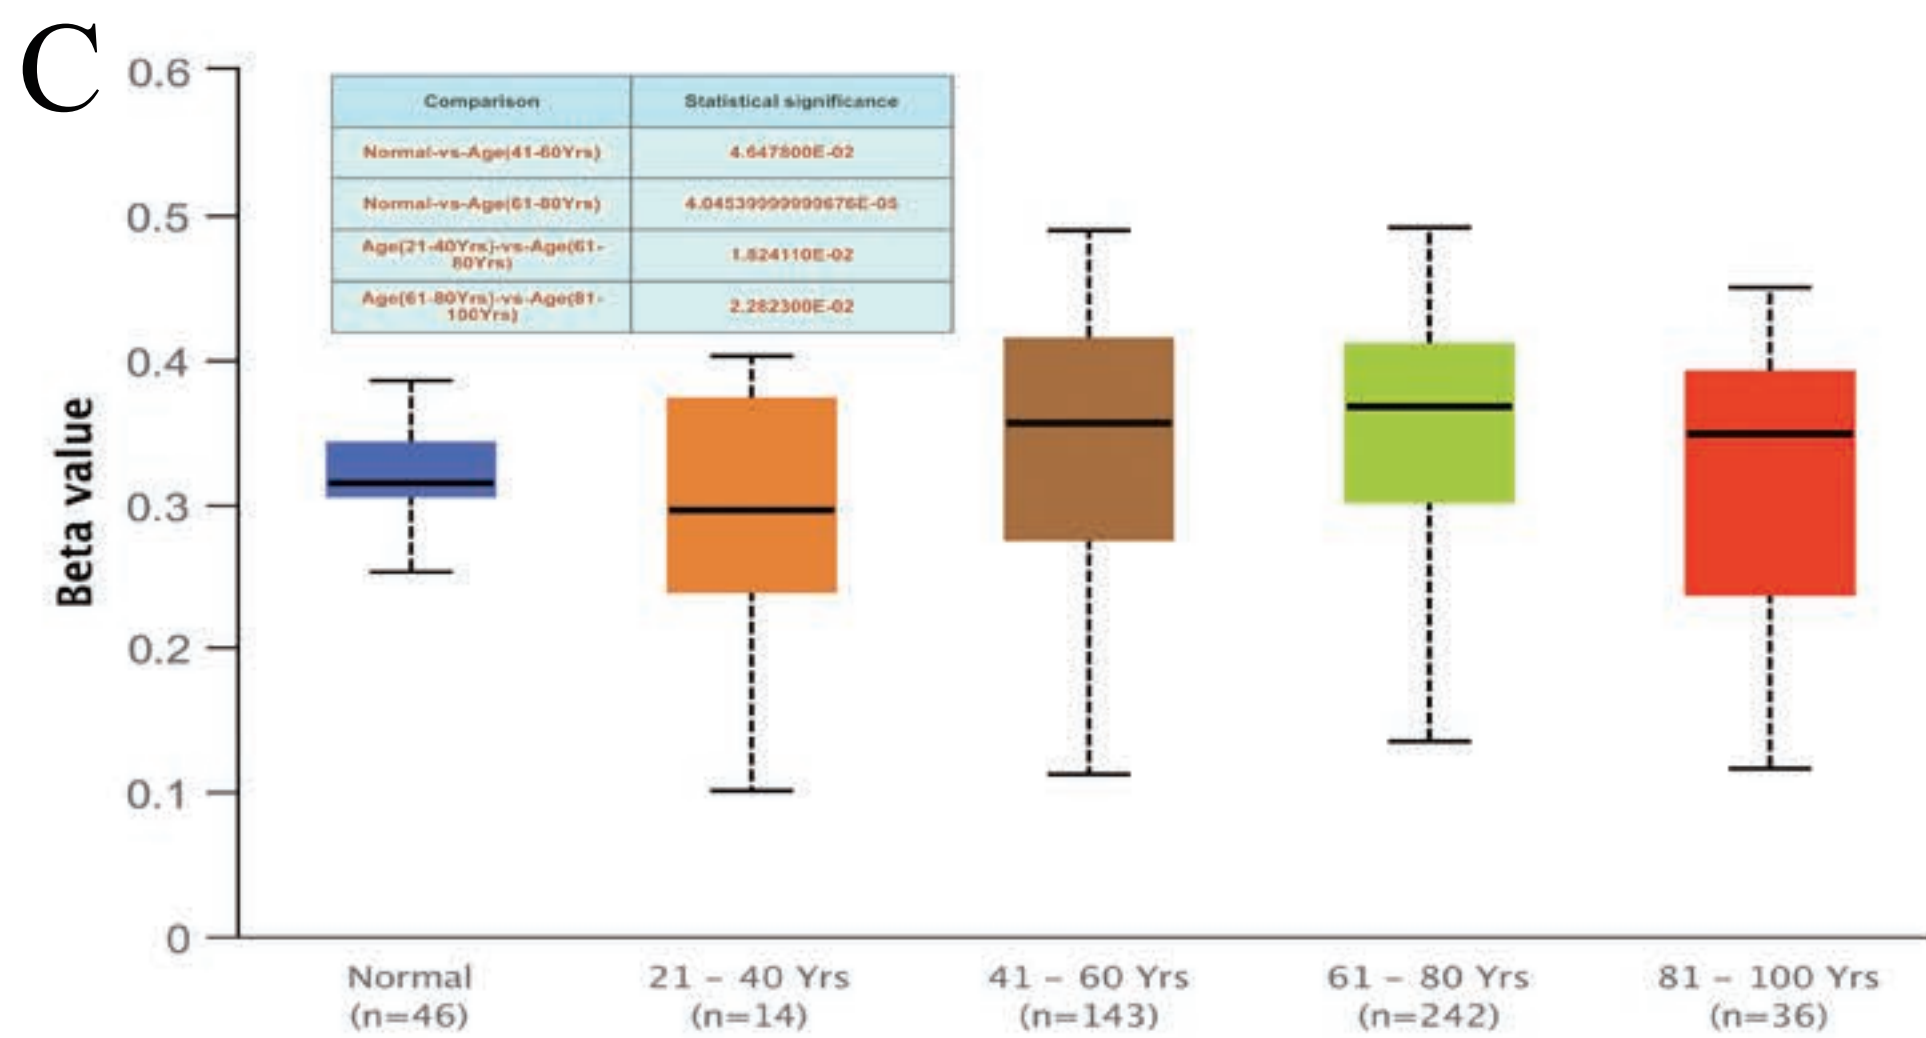 C
0.6
0.5
0.4
0.3
0.2
0.1
0
Beta value
Comparison Statistical significance
Normal-vs-Age(41-60Yrs) 4.647800E-02
Normal-vs-Age(61-80Yrs) 4.04539999999676E-05
Age(21-40Yrs)-vs-Age(61-
80Yrs) 1.824110E-02
Age(61-80Yrs)-vs-Age(81-
100Yrs) 2.282300E-02
Normal
(n=46)
21 – 40 Yrs
(n=14)
41 – 60 Yrs
(n=143)
61 – 80 Yrs
(n=242)
81 – 100 Yrs
(n=36)